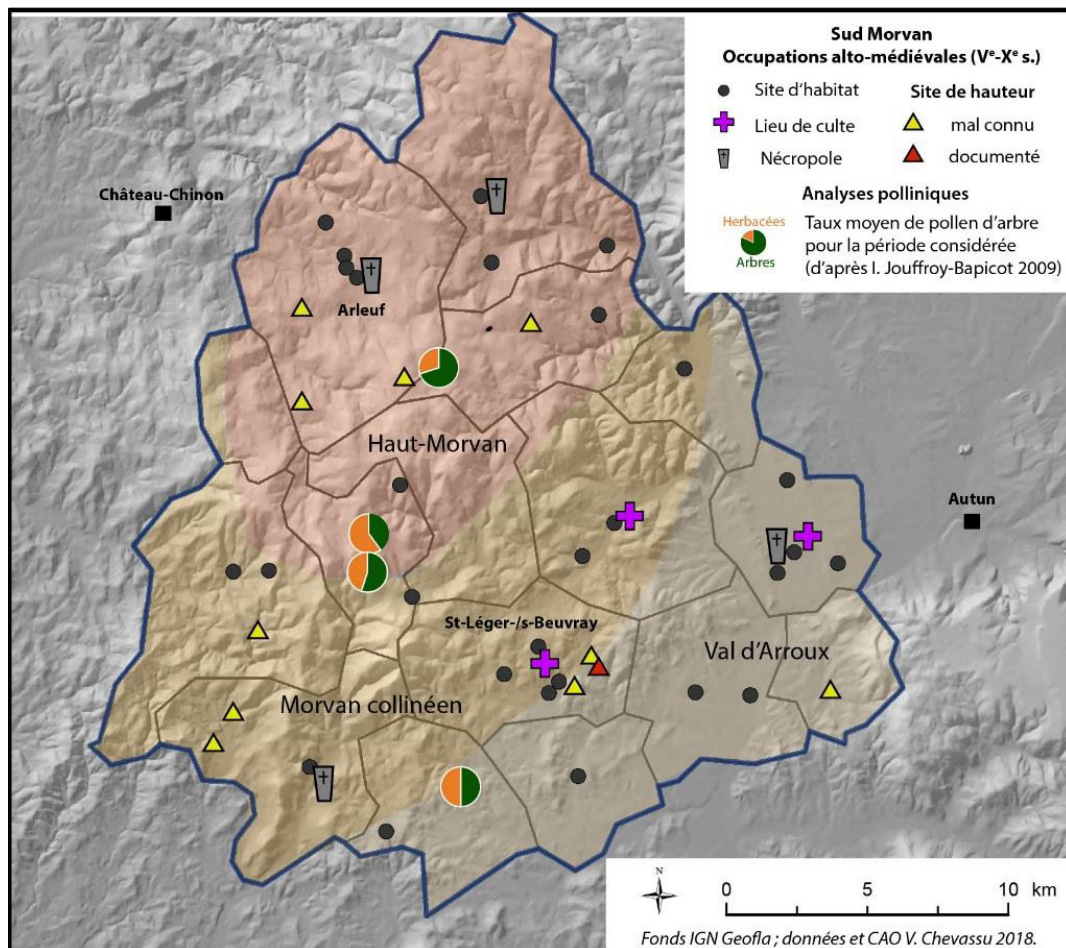 Sud Morvan
Occupations alto-médiévales (Vᵉ-Xᵉ s.)
Site d'habitat
Lieu de culte
Nécropole
Site de hauteur
mal connu
documenté
Analyses polliniques
Herbacées
Arbres
Taux moyen de pollen d'arbre
pour la période considérée
(d'après I. Jouffroy-Bapicot 2009)
Château-Chinon
Arleuf
Haut-Morvan
Autun
St-Léger-/s-Beuvray
Val d'Arroux
Morvan collinéen
N
0 5 10 km
Fonds IGN Geofla ; données et CAO V. Chevassu 2018.